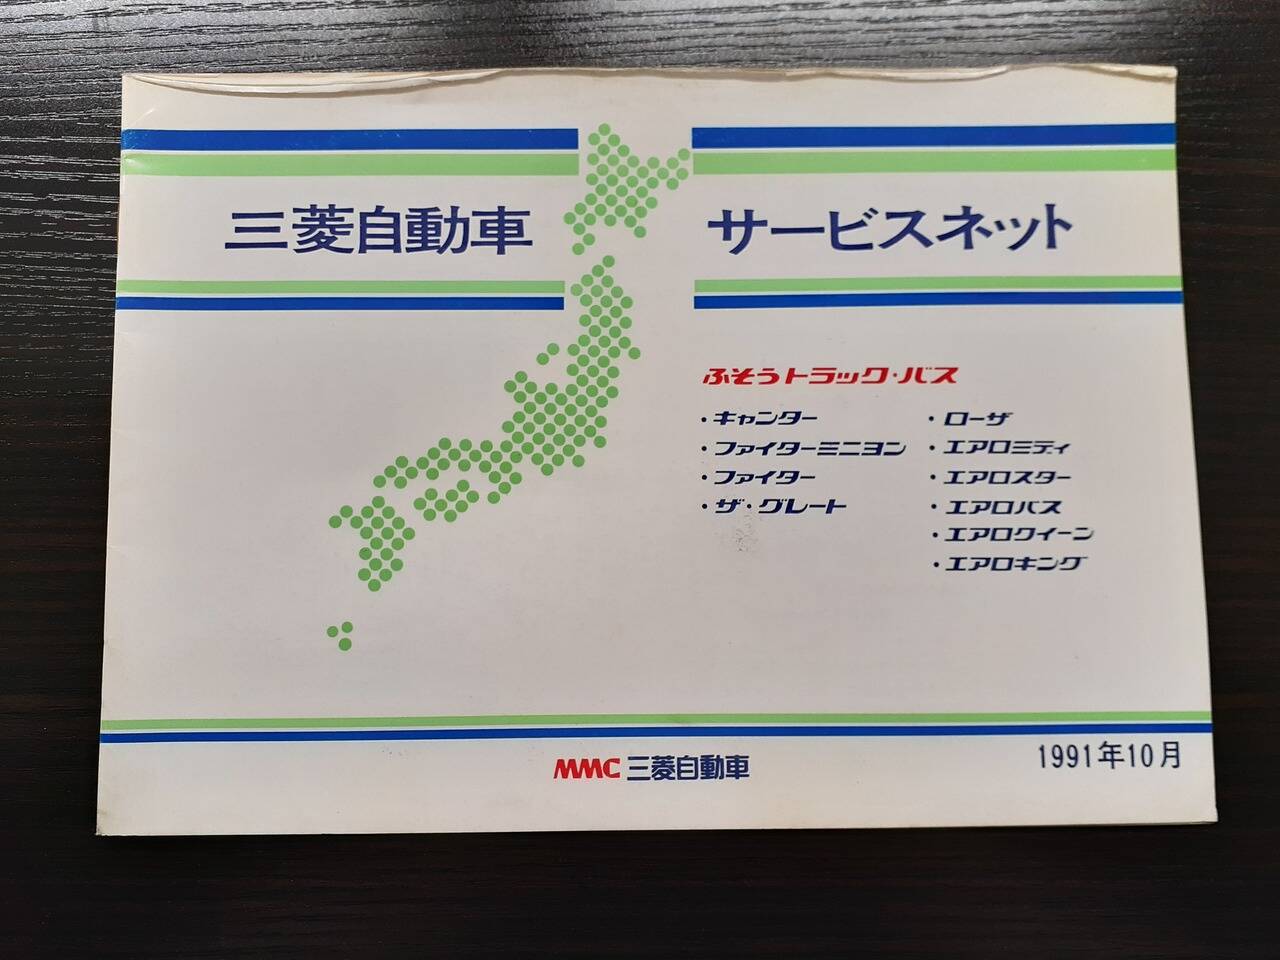 三菱自動車 サービスネット
ふそうトラック・バス
・キャンター
・ファイターミニヨン
・ファイター
・ザ・グレート
・ローザ
・エアロミディ
・エアロスター
・エアロバス
・エアロクイーン
・エアロキング
MMC 三菱自動車
1991年10月